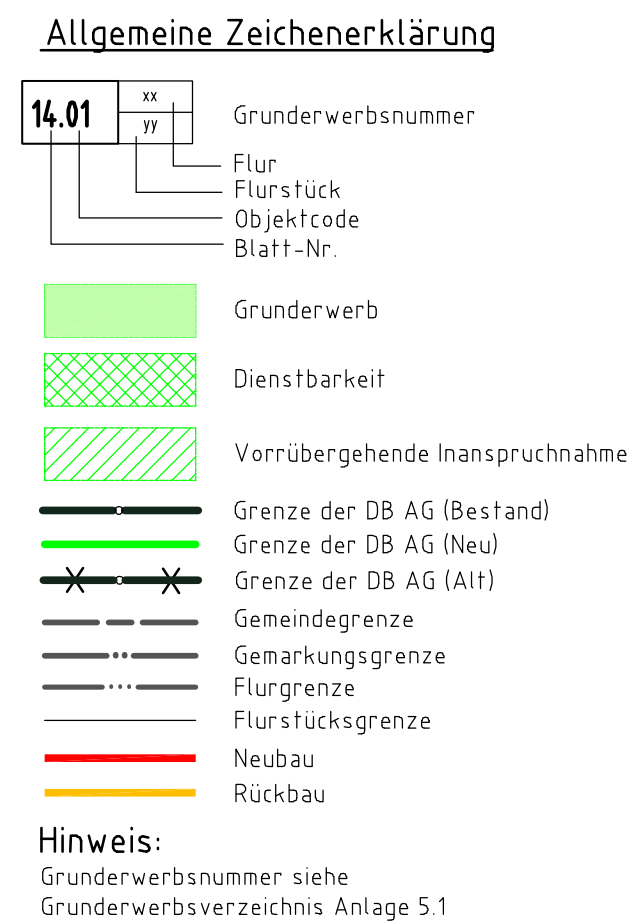 Allgemeine Zeichenerklärung
14.01 xx Grunderwerbsnummer
yy
Flur
Flurstück
Objektcode
Blatt-Nr.
Grunderwerb
Dienstbarkeit
Vorrübergehende Inanspruchnahme
Grenze der DB AG (Bestand)
Grenze der DB AG (Neu)
Grenze der DB AG (Alt)
Gemeindegrenze
Gemarkungsgrenze
Flurgrenze
Flurstücksgrenze
Neubau
Rückbau
Hinweis:
Grunderwerbsnummer siehe
Grunderwerbsverzeichnis Anlage 5.1